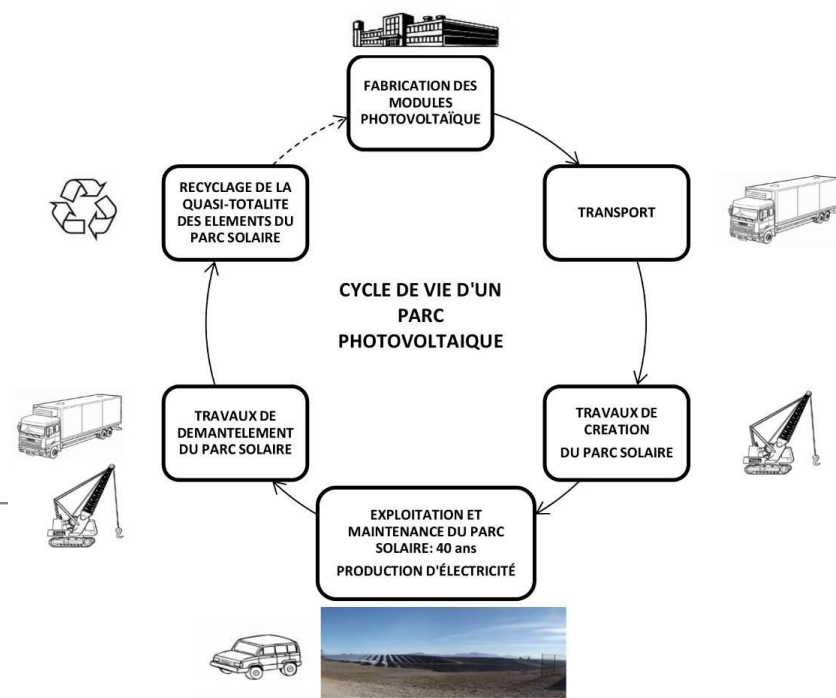 FABRICATION DES
MODULES
PHOTOVOLTAÏQUE
RECYCLAGE DE LA
QUASI-TOTALITE
DES ELEMENTS DU
PARC SOLAIRE
TRANSPORT
CYCLE DE VIE D'UN
PARC
PHOTOVOLTAIQUE
TRAVAUX DE
DEMANTELEMENT
DU PARC SOLAIRE
TRAVAUX DE
CREATION
DU PARC SOLAIRE
EXPLOITATION ET
MAINTENANCE DU PARC
SOLAIRE: 40 ans
PRODUCTION D'ÉLECTRICITÉ